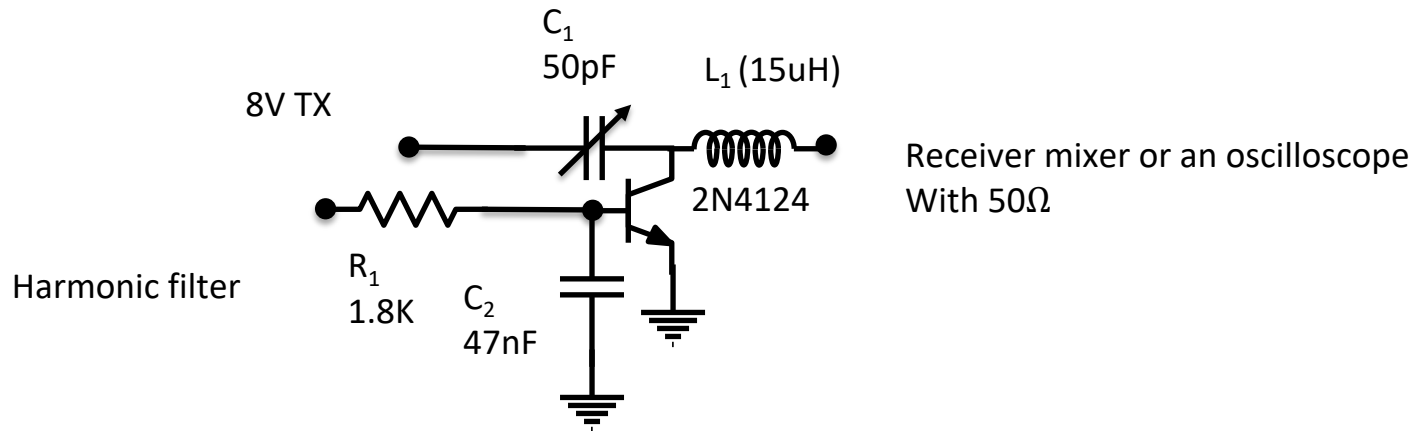 C₁
50pF
L₁ (15uH)
8V TX
Receiver mixer or an oscilloscope
With 50Ω
2N4124
R₁
1.8K
Harmonic filter
C₂
47nF